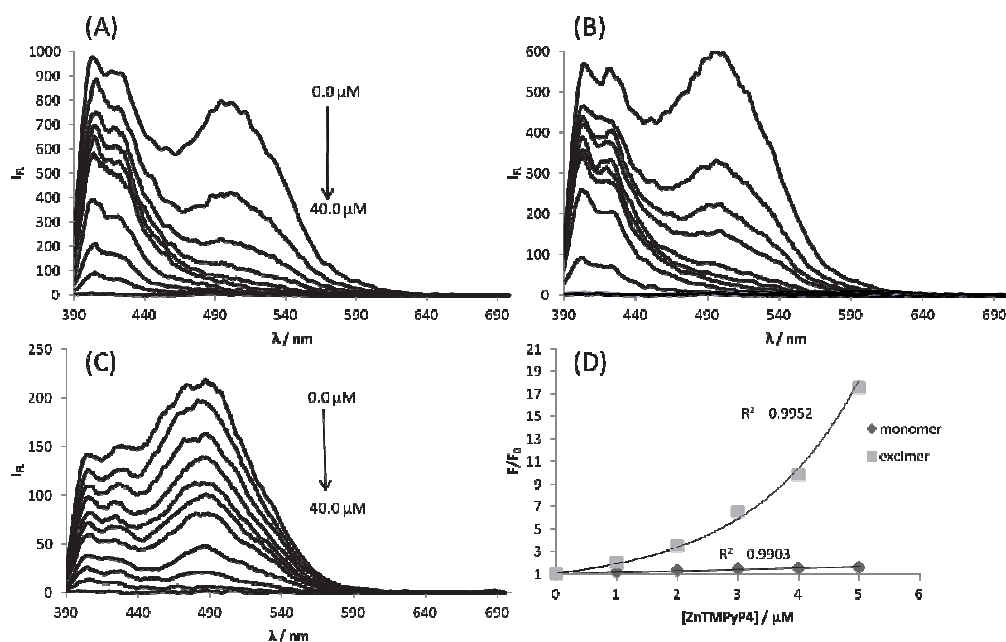 (A)
1000
900
800
700
600
500
400
300
200
100
0
I_FL
0.0 µM
40.0 µM
390 440 490 540 590 640 690
λ / nm
(B)
600
500
400
300
200
100
0
I_FL
390 440 490 540 590 640 690
λ / nm
(C)
250
200
150
100
50
0
I_FL
0.0 µM
40.0 µM
390 440 490 540 590 640 690
λ / nm
(D)
21
19
17
15
13
11
9
7
5
3
1
F/F₀
R² 0.9952
R² 0.9903
monomer
excimer
0 1 2 3 4 5 6
[ZnTMPyP4] / µM